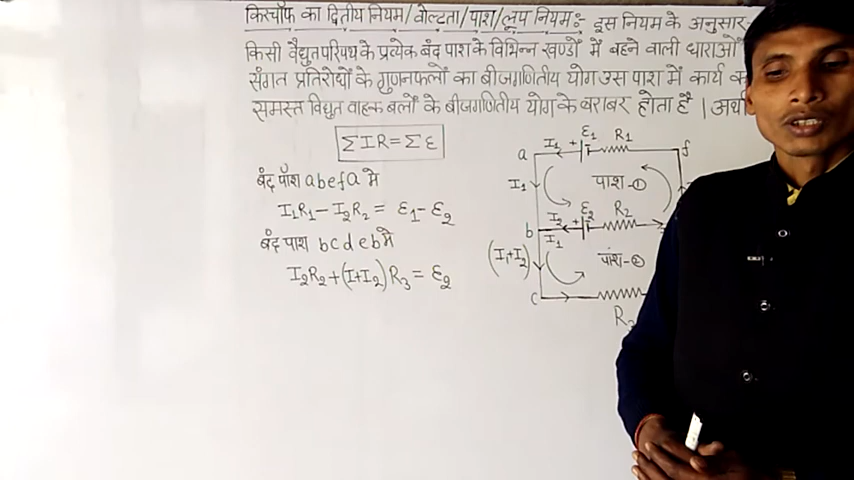 किरचॉफ का द्वितीय नियम/वोल्टता/पाश/लूप नियम:- इस नियम के अनुसार-
किसी वैद्युत परिपथ के प्रत्येक बंद पाश के विभिन्न खण्डों में बहने वाली धाराओं
संगत प्रतिरोधों के गुणनफलों का बीजगणितीय योग उस पाश में कार्य
समस्त विद्युत वाहक बलों के बीजगणितीय योग के बराबर होता है । अर्था
ΣIR = Σε
बंद पाश abefa में
I₁R₁ - I₂R₂ = ε₁ - ε₂
बंद पाश bcdeb में
I₂R₂ + (I+I₂)R₃ = ε₂
a I₁ + ε₁ R₁ f
I₁ पाश-①
I₂ ε₂ R₂
b I₁
(I₁+I₂) पाश-②
c
R₃